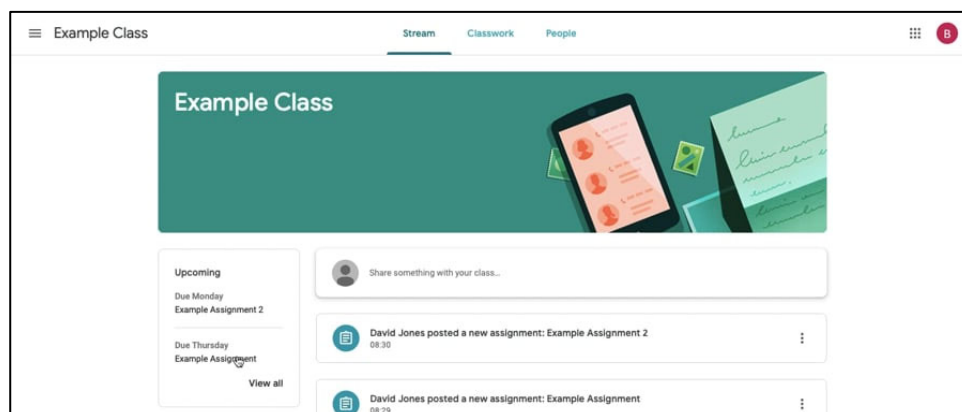 Example Class
Stream Classwork People
B
Example Class
Upcoming
Due Monday
Example Assignment 2
Due Thursday
Example Assignment
View all
Share something with your class...
David Jones posted a new assignment: Example Assignment 2
08:30
David Jones posted a new assignment: Example Assignment
08:29